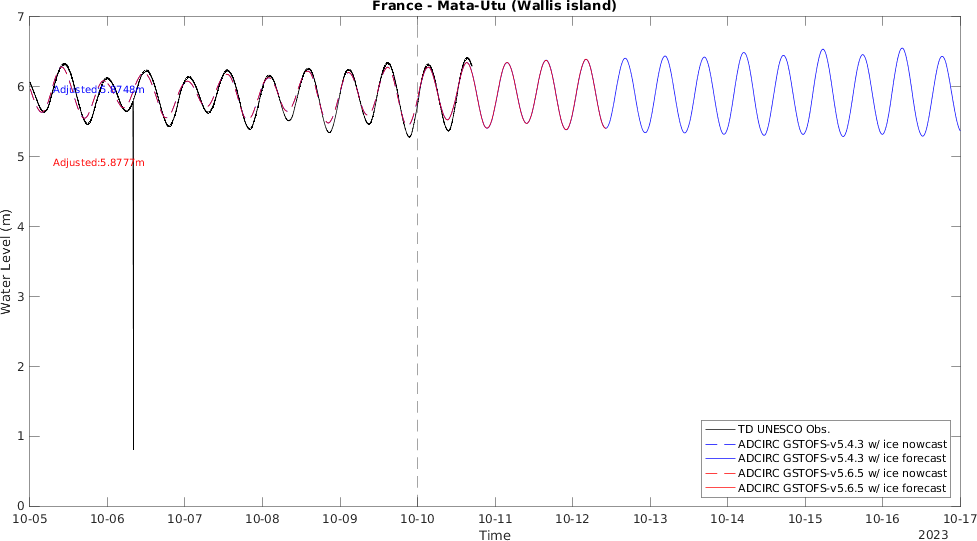 France - Mata-Utu (Wallis island)
7
6
5
4
3
2
1
0
Water Level (m)
Adjusted:5.8748m
Adjusted:5.8777m
TD UNESCO Obs.
ADCIRC GSTOFS-v5.4.3 w/ ice nowcast
ADCIRC GSTOFS-v5.4.3 w/ ice forecast
ADCIRC GSTOFS-v5.6.5 w/ ice nowcast
ADCIRC GSTOFS-v5.6.5 w/ ice forecast
10-05 10-06 10-07 10-08 10-09 10-10 10-11 10-12 10-13 10-14 10-15 10-16 10-17
Time
2023